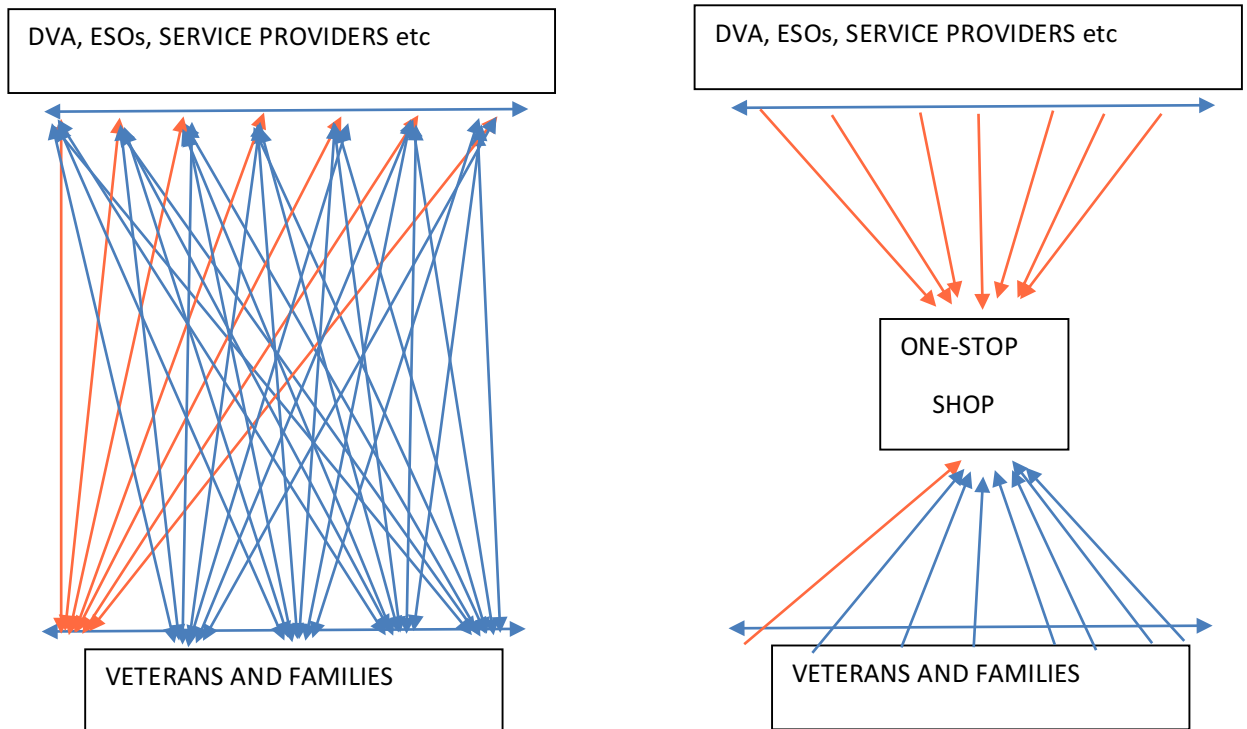 DVA, ESOs, SERVICE PROVIDERS etc
DVA, ESOs, SERVICE PROVIDERS etc
ONE-STOP
SHOP
VETERANS AND FAMILIES
VETERANS AND FAMILIES